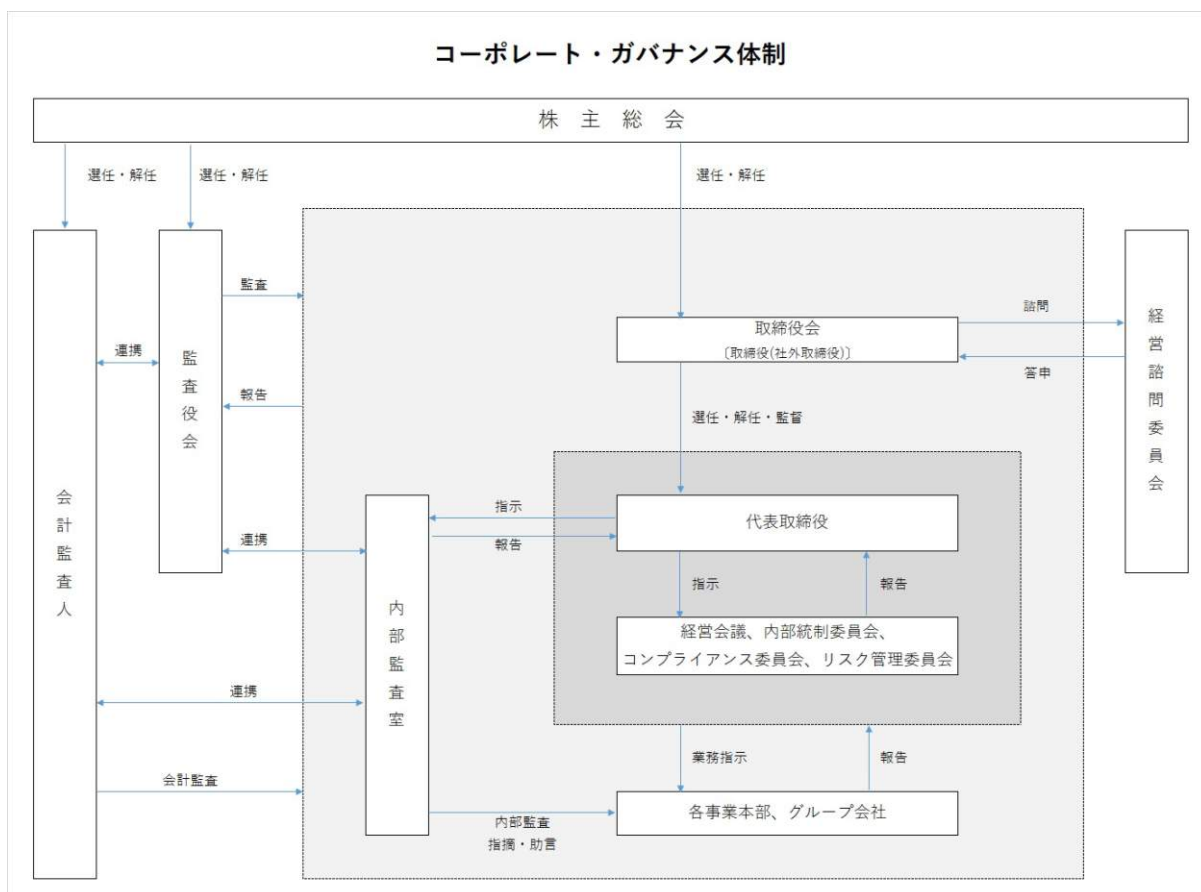 コーポレート・ガバナンス体制
株主総会
選任・解任
選任・解任
選任・解任
監査
諮問
取締役会
〔取締役(社外取締役)〕
経営諮問委員会
連携
監査役会
答申
報告
選任・解任・監督
会計監査人
指示
代表取締役
報告
連携
内部監査室
指示
報告
経営会議、内部統制委員会、
コンプライアンス委員会、リスク管理委員会
連携
業務指示
報告
会計監査
各事業本部、グループ会社
内部監査
指摘・助言